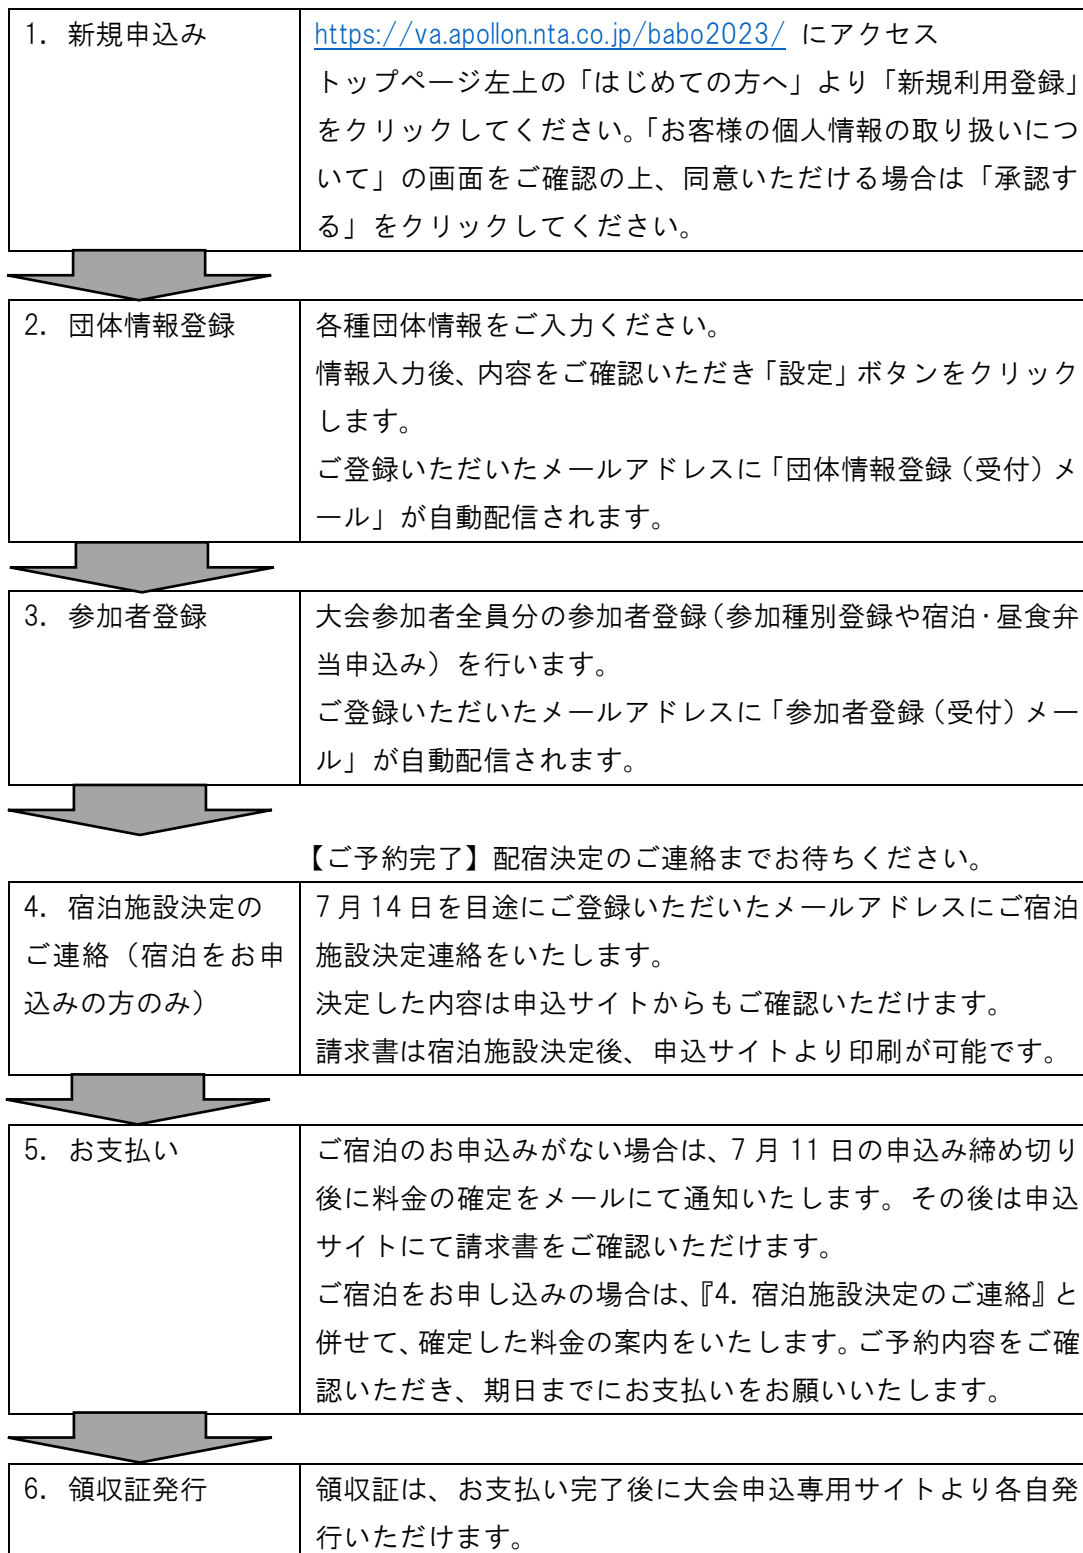 1. 新規申込み
https://va.apollon.nta.co.jp/babo2023/ にアクセス
トップページ左上の「はじめての方へ」より「新規利用登録」
をクリックしてください。「お客様の個人情報の取り扱いにつ
いて」の画面をご確認の上、同意いただける場合は「承認す
る」をクリックしてください。
2. 団体情報登録
各種団体情報をご入力ください。
情報入力後、内容をご確認いただき「設定」ボタンをクリック
します。
ご登録いただいたメールアドレスに「団体情報登録（受付）メ
ール」が自動配信されます。
3. 参加者登録
大会参加者全員分の参加者登録（参加種別登録や宿泊・昼食弁
当申込み）を行います。
ご登録いただいたメールアドレスに「参加者登録（受付）メー
ル」が自動配信されます。
【ご予約完了】配宿決定のご連絡までお待ちください。
4. 宿泊施設決定の
ご連絡（宿泊をお申
込みの方のみ）
7月14日を目途にご登録いただいたメールアドレスにご宿泊
施設決定連絡をいたします。
決定した内容は申込サイトからもご確認いただけます。
請求書は宿泊施設決定後、申込サイトより印刷が可能です。
5. お支払い
ご宿泊のお申込みがない場合は、7月11日の申込み締め切り
後に料金の確定をメールにて通知いたします。その後は申込
サイトにて請求書をご確認いただけます。
ご宿泊をお申し込みの場合は、『4. 宿泊施設決定のご連絡』と
併せて、確定した料金の案内をいたします。ご予約内容をご確
認いただき、期日までにお支払いをお願いいたします。
6. 領収証発行
領収証は、お支払い完了後に大会申込専用サイトより各自発
行いただけます。